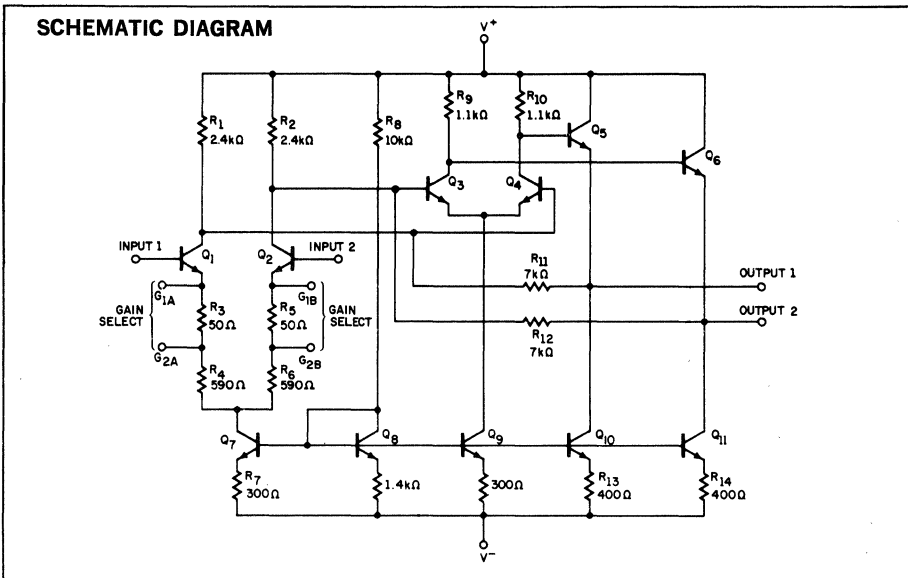 SCHEMATIC DIAGRAM
V+
R1
2.4kΩ
R2
2.4kΩ
R8
10kΩ
R9
1.1kΩ
R10
1.1kΩ
Q5
Q6
Q3
Q4
INPUT 1
Q1
Q2
INPUT 2
G1A
G1B
GAIN
SELECT
R3
50Ω
R5
50Ω
GAIN
SELECT
G2A
G2B
R4
590Ω
R6
590Ω
R11
7kΩ
OUTPUT 1
OUTPUT 2
R12
7kΩ
Q7
Q8
Q9
Q10
Q11
R7
300Ω
1.4kΩ
300Ω
R13
400Ω
R14
400Ω
V-